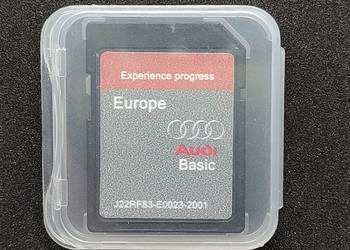 Experience progress
Europe
Audi
Basic
J22RF83-E0023-2001